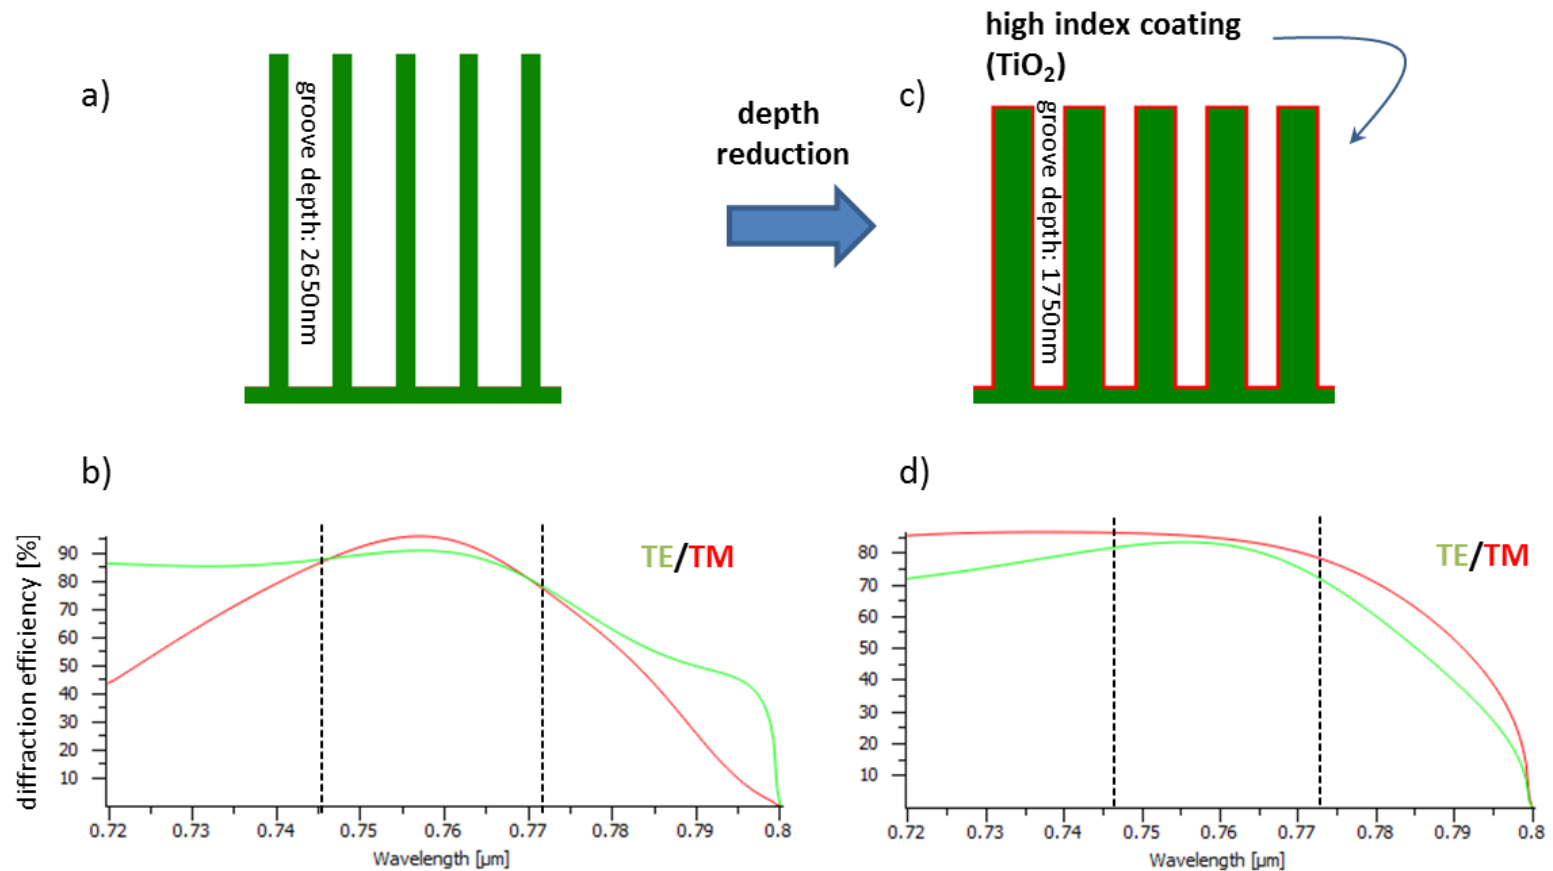 a)
groove depth: 2650nm
depth
reduction
high index coating
(TiO₂)
c)
groove depth: 1750nm
b)
diffraction efficiency [%]
90
80
70
60
50
40
30
20
10
TE/TM
0.72 0.73 0.74 0.75 0.76 0.77 0.78 0.79 0.8
Wavelength [µm]
d)
80
70
60
50
40
30
20
10
TE/TM
0.72 0.73 0.74 0.75 0.76 0.77 0.78 0.79 0.8
Wavelength [µm]